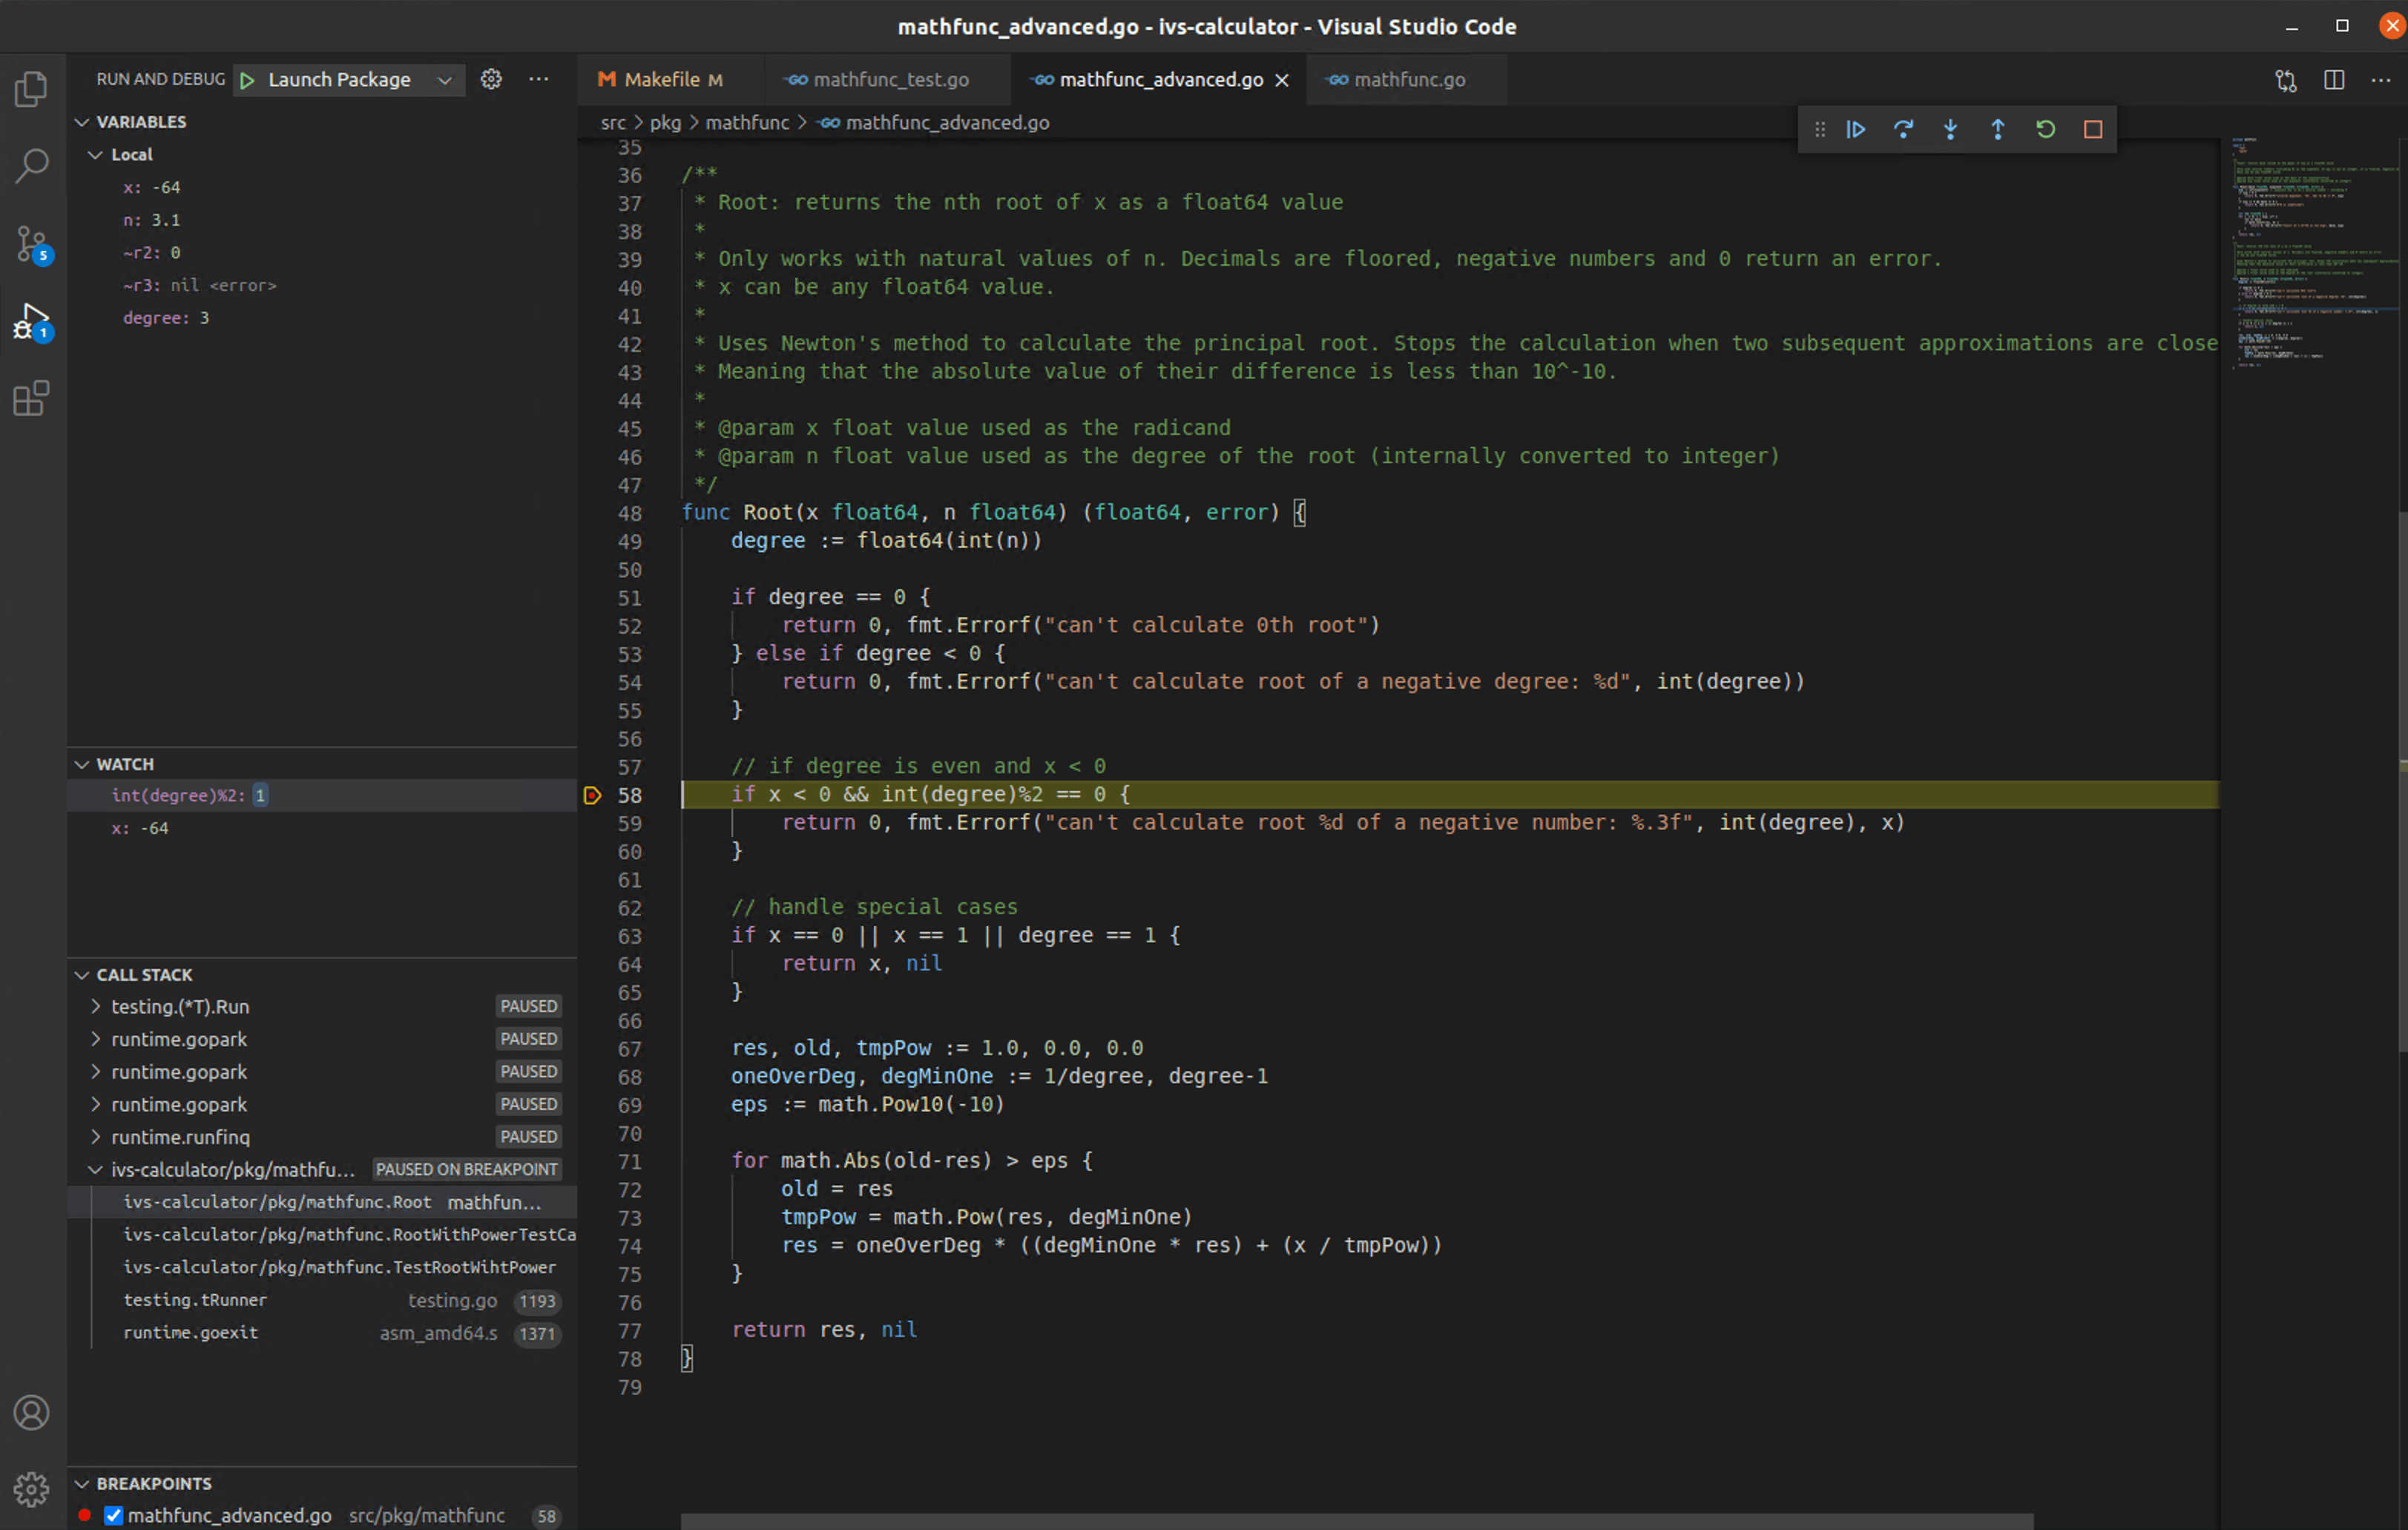 mathfunc_advanced.go - ivs-calculator - Visual Studio Code
RUN AND DEBUG Launch Package
Makefile M mathfunc_test.go mathfunc_advanced.go mathfunc.go
src > pkg > mathfunc > mathfunc_advanced.go
VARIABLES
Local
x: -64
n: 3.1
~r2: 0
~r3: nil <error>
degree: 3
WATCH
int(degree)%2: 1
x: -64
CALL STACK
testing.(*T).Run PAUSED
runtime.gopark PAUSED
runtime.gopark PAUSED
runtime.gopark PAUSED
runtime.runfinq PAUSED
ivs-calculator/pkg/mathfu... PAUSED ON BREAKPOINT
ivs-calculator/pkg/mathfunc.Root mathfun...
ivs-calculator/pkg/mathfunc.RootWithPowerTestCa
ivs-calculator/pkg/mathfunc.TestRootWihtPower
testing.tRunner testing.go 1193
runtime.goexit asm_amd64.s 1371
BREAKPOINTS
mathfunc_advanced.go src/pkg/mathfunc 58
5
1
35
36 /**
37 * Root: returns the nth root of x as a float64 value
38 *
39 * Only works with natural values of n. Decimals are floored, negative numbers and 0 return an error.
40 * x can be any float64 value.
41 *
42 * Uses Newton's method to calculate the principal root. Stops the calculation when two subsequent approximations are close
43 * Meaning that the absolute value of their difference is less than 10^-10.
44 *
45 * @param x float value used as the radicand
46 * @param n float value used as the degree of the root (internally converted to integer)
47 */
48 func Root(x float64, n float64) (float64, error) {
49 degree := float64(int(n))
50
51 if degree == 0 {
52 return 0, fmt.Errorf("can't calculate 0th root")
53 } else if degree < 0 {
54 return 0, fmt.Errorf("can't calculate root of a negative degree: %d", int(degree))
55 }
56
57 // if degree is even and x < 0
58 if x < 0 && int(degree)%2 == 0 {
59 return 0, fmt.Errorf("can't calculate root %d of a negative number: %.3f", int(degree), x)
60 }
61
62 // handle special cases
63 if x == 0 || x == 1 || degree == 1 {
64 return x, nil
65 }
66
67 res, old, tmpPow := 1.0, 0.0, 0.0
68 oneOverDeg, degMinOne := 1/degree, degree-1
69 eps := math.Pow10(-10)
70
71 for math.Abs(old-res) > eps {
72 old = res
73 tmpPow = math.Pow(res, degMinOne)
74 res = oneOverDeg * ((degMinOne * res) + (x / tmpPow))
75 }
76
77 return res, nil
78 }
79